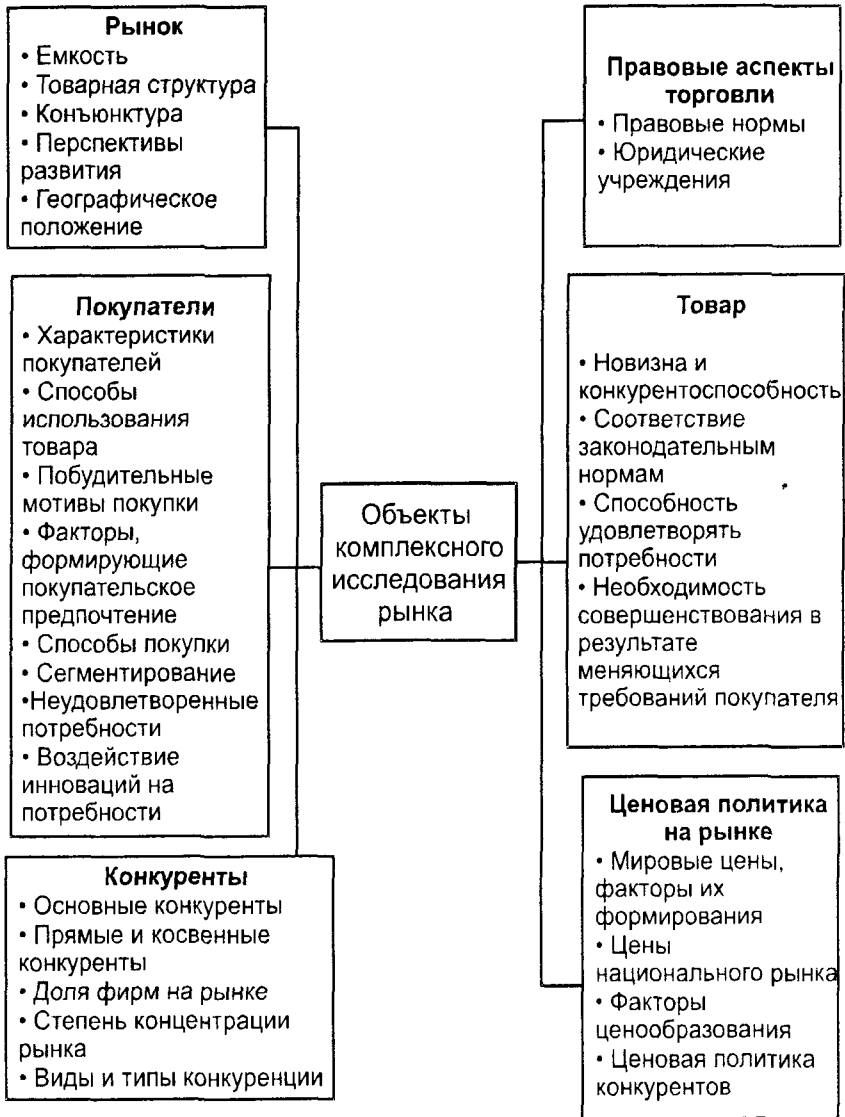 Рынок
• Емкость
• Товарная структура
• Конъюнктура
• Перспективы
развития
• Географическое
положение
Покупатели
• Характеристики
покупателей
• Способы
использования
товара
• Побудительные
мотивы покупки
• Факторы,
формирующие
покупательское
предпочтение
• Способы покупки
• Сегментирование
•Неудовлетворенные
потребности
• Воздействие
инноваций на
потребности
Конкуренты
• Основные конкуренты
• Прямые и косвенные
конкуренты
• Доля фирм на рынке
• Степень концентрации
рынка
• Виды и типы конкуренции
Объекты
комплексного
исследования
рынка
Правовые аспекты
торговли
• Правовые нормы
• Юридические
учреждения
Товар
• Новизна и
конкурентоспособность
• Соответствие
законодательным
нормам
• Способность
удовлетворять
потребности
• Необходимость
совершенствования в
результате
меняющихся
требований покупателя
Ценовая политика
на рынке
• Мировые цены,
факторы их
формирования
• Цены
национального рынка
• Факторы
ценообразования
• Ценовая политика
конкурентов